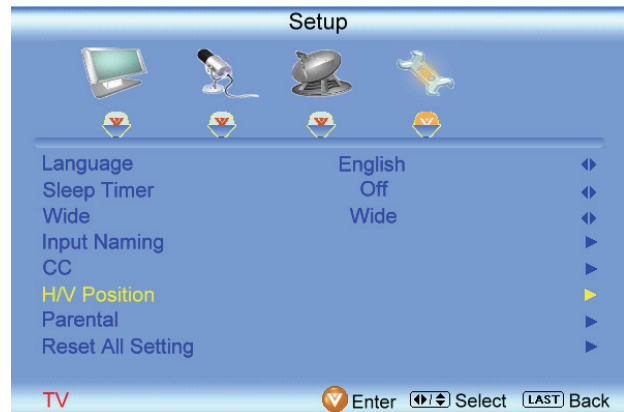 Setup
Language English
Sleep Timer Off
Wide Wide
Input Naming
CC
H/V Position
Parental
Reset All Setting
TV Enter Select LAST Back